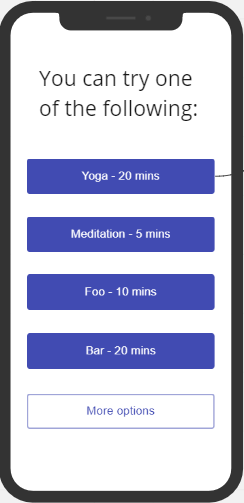 You can try one
of the following:
Yoga - 20 mins
Meditation - 5 mins
Foo - 10 mins
Bar - 20 mins
More options